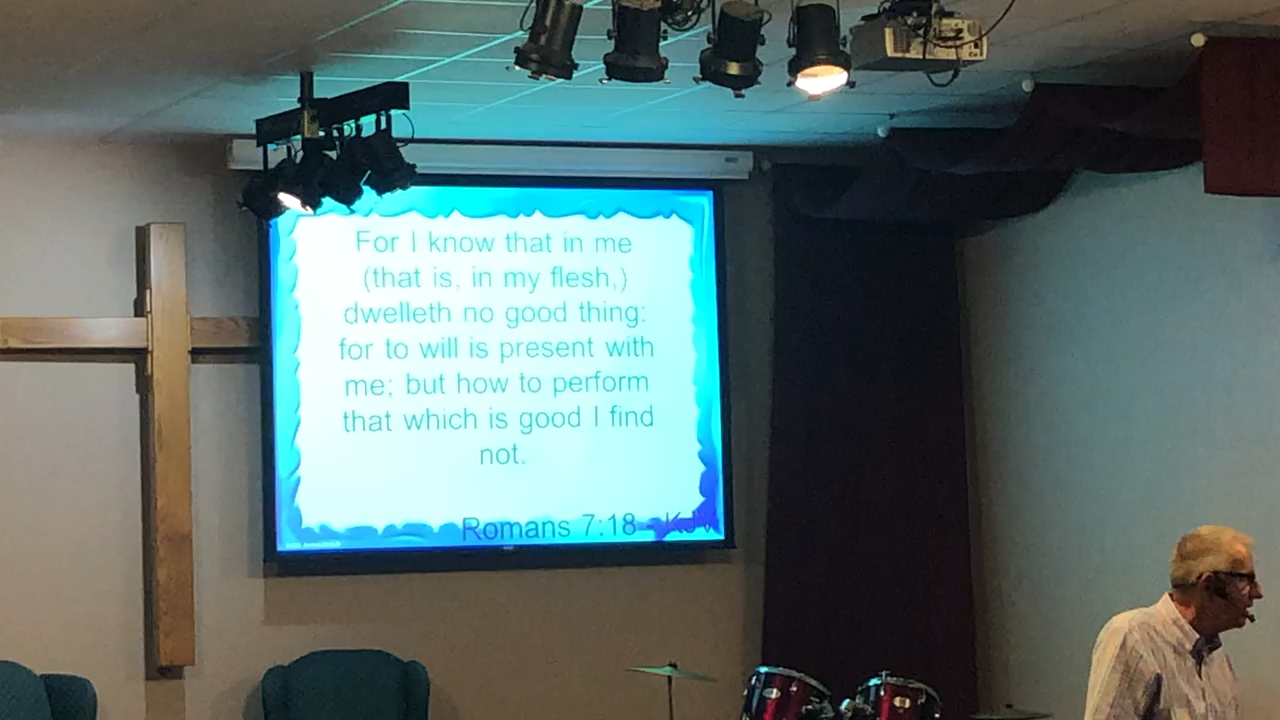 For I know that in me
(that is, in my flesh,)
dwelleth no good thing:
for to will is present with
me; but how to perform
that which is good I find
not.
Romans 7:18 - KJV